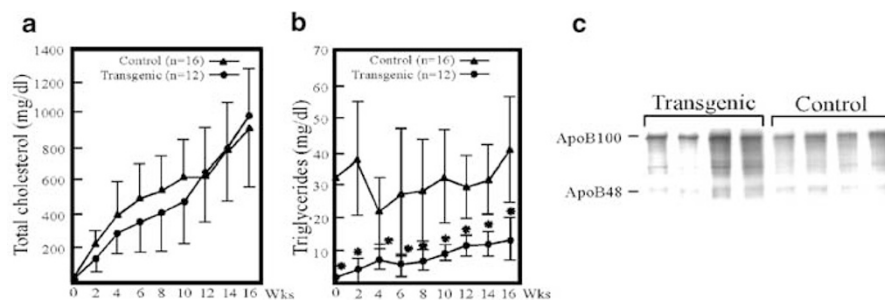 a
Total cholesterol (mg/dl)
1400
1200
1000
800
600
400
200
Control (n=16)
Transgenic (n=12)
0 2 4 6 8 10 12 14 16 Wks
b
Triglycerides (mg/dl)
70
60
50
40
30
20
10
0
Control (n=16)
Transgenic (n=12)
* * * * * * * * *
0 2 4 6 8 10 12 14 16 Wks
c
Transgenic Control
ApoB100
ApoB48